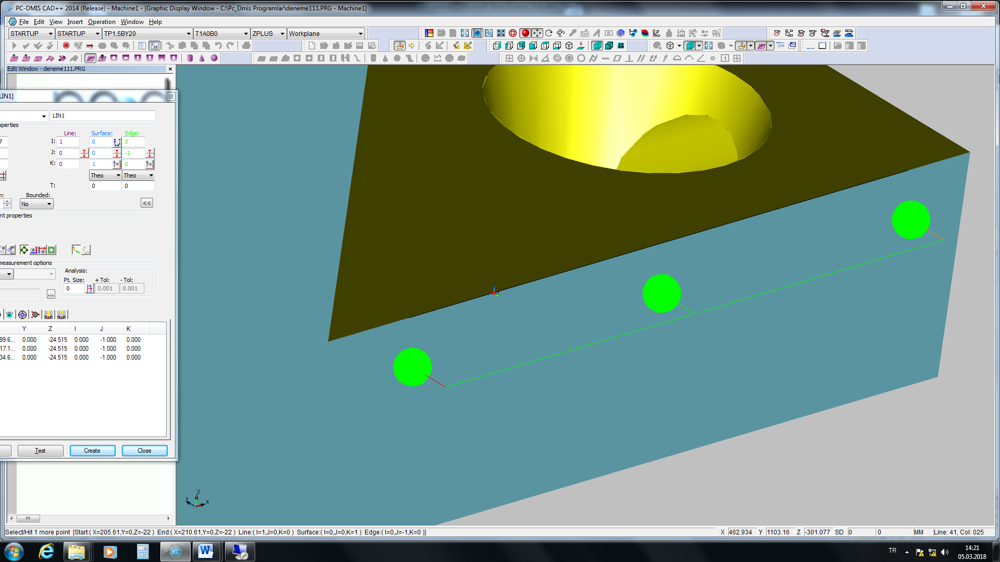 PC-DMIS CAD++ 2014 (Release) - Machine1 - [Graphic Display Window - C:\Pc_Dmis Programlar\deneme111.PRG - Machine1]
File Edit View Insert Operation Window Help
STARTUP STARTUP TP1,5BY20 T1A0B0 ZPLUS Workplane
Edit Window - deneme111.PRG
LIN1]
LIN1
operties
Line: Surface: Edge:
7 I: 1 0 0
J: 0 0 -1
K: 0 1 0
Theo Theo
T: 0 0
Bounded:
No <<
nt properties
measurement options
Analysis:
Pt. Size: + Tol: - Tol:
0 0.001 0.001
...
Y Z I J K
99.6... 0.000 -24.515 0.000 -1.000 0.000
17.1... 0.000 -24.515 0.000 -1.000 0.000
34.6... 0.000 -24.515 0.000 -1.000 0.000
Test Create Close
Z
Y X
Select/Hit 1 more point [Start:( X=205.61,Y=0,Z=-22 ) End:( X=210.61,Y=0,Z=-22 ) Line:( I=1,J=0,K=0 ) Surface:( I=0,J=0,K=1 ) Edge:( I=0,J=-1,K=0 )]
X 462.934 Y 1103.16 Z -301.077 SD 0 0 MM Line: 41, Col: 025
TR 14:21
05.03.2018